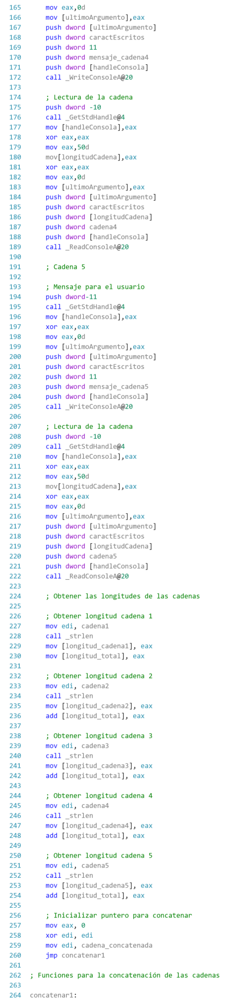 165 mov eax,0d
166 mov [ultimoArgumento],eax
167 push dword [ultimoArgumento]
168 push dword caractEscritos
169 push dword 11
170 push dword mensaje_cadena4
171 push dword [handleConsola]
172 call _WriteConsoleA@20
173
174 ; Lectura de la cadena
175 push dword -10
176 call _GetStdHandle@4
177 mov [handleConsola],eax
178 xor eax,eax
179 mov eax,50d
180 mov[longitudCadena],eax
181 xor eax,eax
182 mov eax,0d
183 mov [ultimoArgumento],eax
184 push dword [ultimoArgumento]
185 push dword caractEscritos
186 push dword [longitudCadena]
187 push dword cadena4
188 push dword [handleConsola]
189 call _ReadConsoleA@20
190
191 ; Cadena 5
192
193 ; Mensaje para el usuario
194 push dword-11
195 call _GetStdHandle@4
196 mov [handleConsola],eax
197 xor eax,eax
198 mov eax,0d
199 mov [ultimoArgumento],eax
200 push dword [ultimoArgumento]
201 push dword caractEscritos
202 push dword 11
203 push dword mensaje_cadena5
204 push dword [handleConsola]
205 call _WriteConsoleA@20
206
207 ; Lectura de la cadena
208 push dword -10
209 call _GetStdHandle@4
210 mov [handleConsola],eax
211 xor eax,eax
212 mov eax,50d
213 mov[longitudCadena],eax
214 xor eax,eax
215 mov eax,0d
216 mov [ultimoArgumento],eax
217 push dword [ultimoArgumento]
218 push dword caractEscritos
219 push dword [longitudCadena]
220 push dword cadena5
221 push dword [handleConsola]
222 call _ReadConsoleA@20
223
224 ; Obtener las longitudes de las cadenas
225
226 ; Obtener longitud cadena 1
227 mov edi, cadena1
228 call _strlen
229 mov [longitud_cadena1], eax
230 mov [longitud_total], eax
231
232 ; Obtener longitud cadena 2
233 mov edi, cadena2
234 call _strlen
235 mov [longitud_cadena2], eax
236 add [longitud_total], eax
237
238 ; Obtener longitud cadena 3
239 mov edi, cadena3
240 call _strlen
241 mov [longitud_cadena3], eax
242 add [longitud_total], eax
243
244 ; Obtener longitud cadena 4
245 mov edi, cadena4
246 call _strlen
247 mov [longitud_cadena4], eax
248 add [longitud_total], eax
249
250 ; Obtener longitud cadena 5
251 mov edi, cadena5
252 call _strlen
253 mov [longitud_cadena5], eax
254 add [longitud_total], eax
255
256 ; Inicializar puntero para concatenar
257 mov eax, 0
258 xor edi, edi
259 mov edi, cadena_concatenada
260 jmp concatenar1
261
262 ; Funciones para la concatenación de las cadenas
263
264 concatenar1: